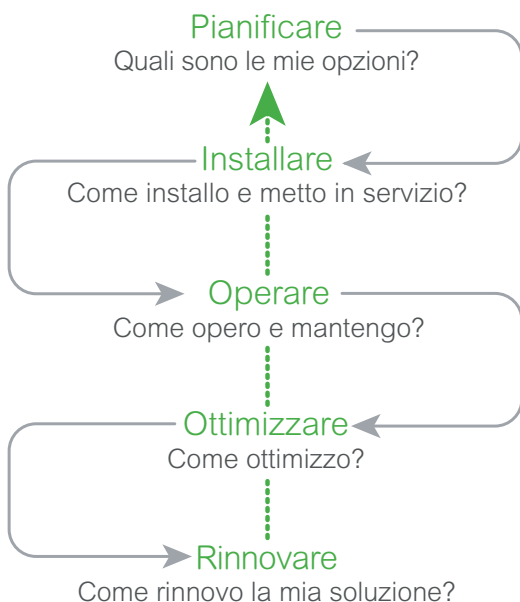 Pianificare
Quali sono le mie opzioni?
Installare
Come installo e metto in servizio?
Operare
Come opero e mantengo?
Ottimizzare
Come ottimizzo?
Rinnovare
Come rinnovo la mia soluzione?